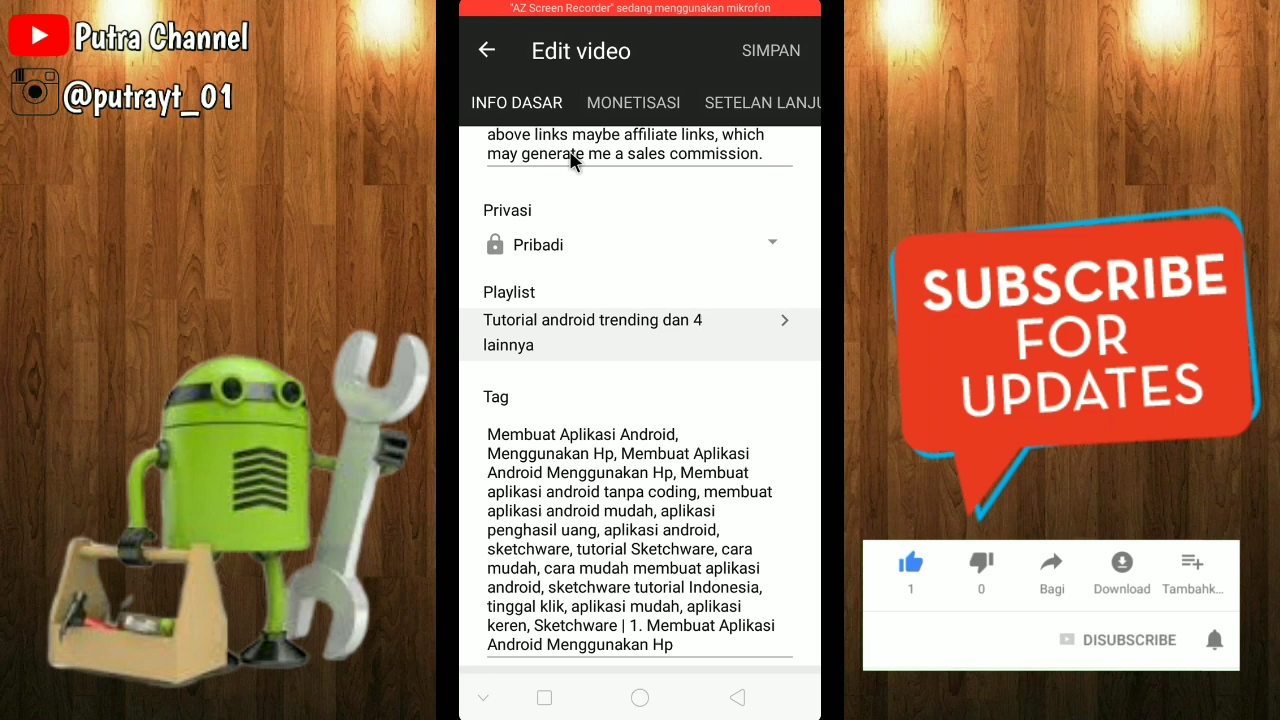 Putra Channel
@putrayt_01
"AZ Screen Recorder" sedang menggunakan mikrofon
Edit video
SIMPAN
INFO DASAR MONETISASI SETELAN LANJU
above links maybe affiliate links, which
may generate me a sales commission.
Privasi
Pribadi
Playlist
Tutorial android trending dan 4
lainnya
Tag
Membuat Aplikasi Android,
Menggunakan Hp, Membuat Aplikasi
Android Menggunakan Hp, Membuat
aplikasi android tanpa coding, membuat
aplikasi android mudah, aplikasi
penghasil uang, aplikasi android,
sketchware, tutorial Sketchware, cara
mudah, cara mudah membuat aplikasi
android, sketchware tutorial Indonesia,
tinggal klik, aplikasi mudah, aplikasi
keren, Sketchware | 1. Membuat Aplikasi
Android Menggunakan Hp
SUBSCRIBE
FOR
UPDATES
1 0 Bagi Download Tambahk...
DISUBSCRIBE